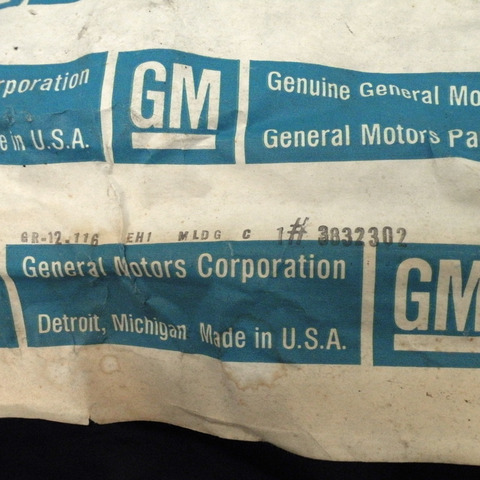 rporation GM Genuine General Mo
e in U.S.A. General Motors Pa
GR-12-116 EH1 MLDG C 1# 3832302
General Motors Corporation GM
Detroit, Michigan Made in U.S.A.